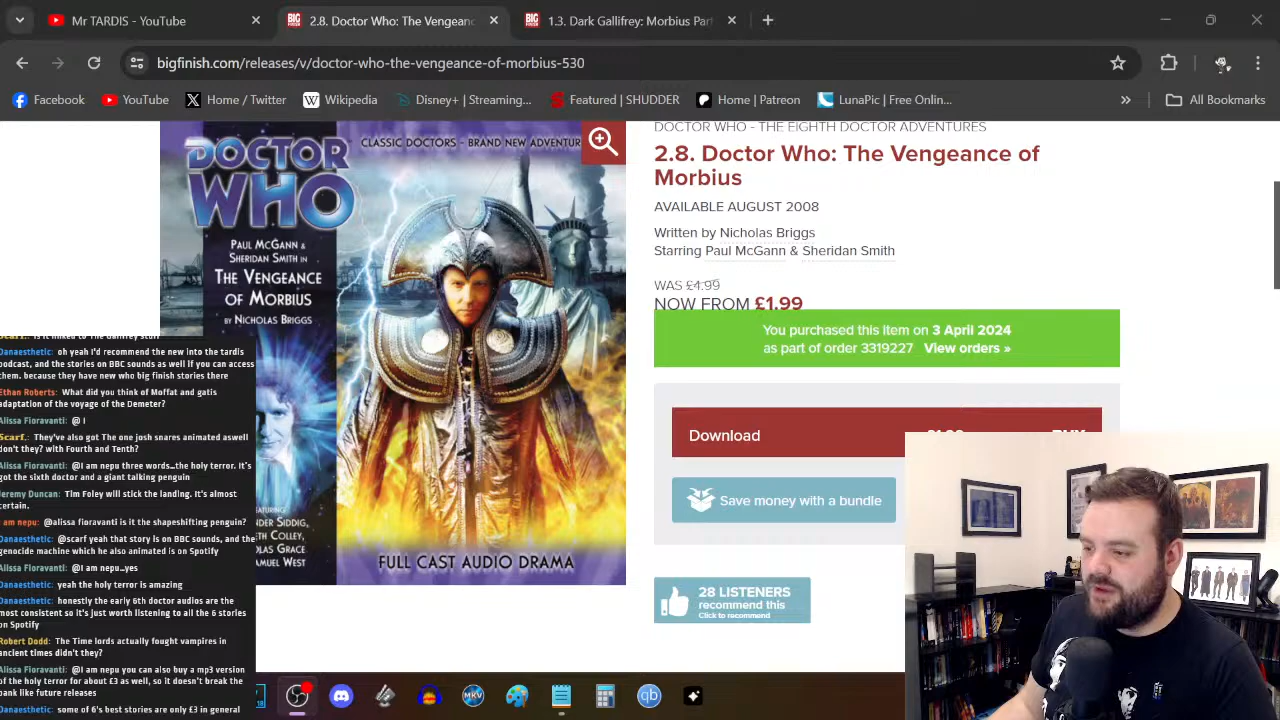 Mr TARDIS - YouTube
2.8. Doctor Who: The Vengeanc
1.3. Dark Gallifrey: Morbius Par
bigfinish.com/releases/v/doctor-who-the-vengeance-of-morbius-530
Facebook
YouTube
Home / Twitter
Wikipedia
Disney+ | Streaming...
Featured | SHUDDER
Home | Patreon
LunaPic | Free Onlin...
All Bookmarks
CLASSIC DOCTORS - BRAND NEW ADVENTUR
DOCTOR
WHO
PAUL McGANN &
SHERIDAN SMITH IN
THE VENGEANCE
OF MORBIUS
BY NICHOLAS BRIGGS
FULL CAST AUDIO DRAMA
DOCTOR WHO - THE EIGHTH DOCTOR ADVENTURES
2.8. Doctor Who: The Vengeance of
Morbius
AVAILABLE AUGUST 2008
Written by Nicholas Briggs
Starring Paul McGann & Sheridan Smith
WAS £4.99
NOW FROM £1.99
You purchased this item on 3 April 2024
as part of order 3319227 View orders »
Download
Save money with a bundle
28 LISTENERS
recommend this
Click to recommend
Danaesthetic: oh yeah I'd recommend the new into the tardis
podcast, and the stories on BBC sounds as well if you can access
them. because they have new who big finish stories there
Ethan Roberts: What did you think of Moffat and gatis
adaptation of the voyage of the Demeter?
Alissa Fioravanti: @ I
Scarf.: They've also got The one josh snares animated aswell
don't they? with Fourth and Tenth?
Alissa Fioravanti: @I am nepu three words...the holy terror. It's
got the sixth doctor and a giant talking penguin
Jeremy Duncan: Tim Foley will stick the landing. It's almost
certain.
I am nepu: @alissa fioravanti is it the shapeshifting penguin?
Danaesthetic: @scarf yeah that story is on BBC sounds, and the
genocide machine which he also animated is on Spotify
Alissa Fioravanti: @I am nepu...yes
Danaesthetic: yeah the holy terror is amazing
Danaesthetic: honestly the early 6th doctor audios are the
most consistent so it's just worth listening to all the 6 stories
on Spotify
Robert Dodd: The Time lords actually fought vampires in
ancient times didn't they?
Alissa Fioravanti: @I am nepu you can also buy a mp3 version
of the holy terror for about £3 as well, so it doesn't break the
bank like future releases
Danaesthetic: some of 6's best stories are only £3 in general